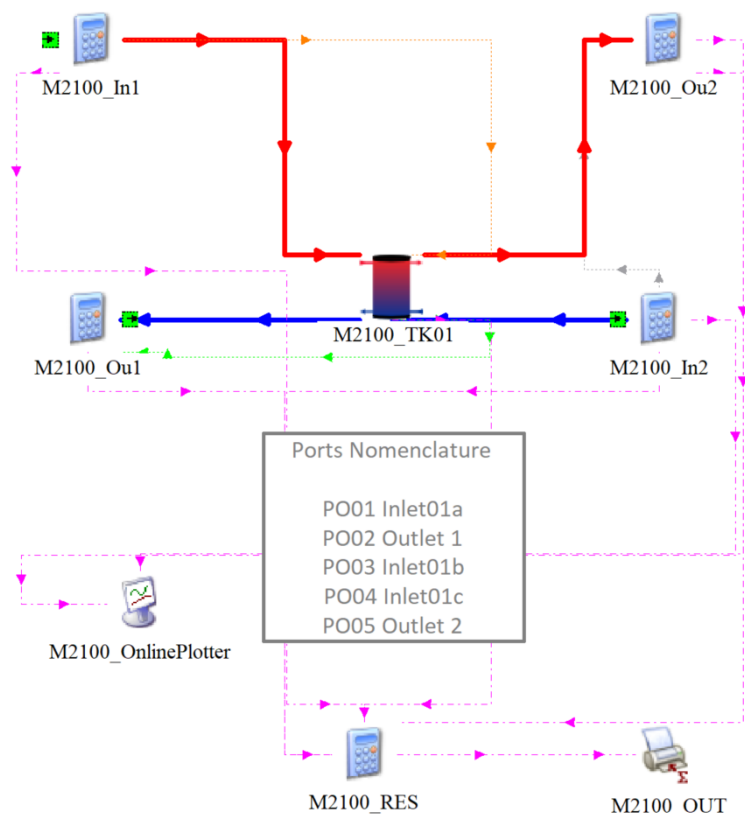 M2100_In1
M2100_Ou2
M2100_TK01
M2100_Ou1
M2100_In2
Ports Nomenclature
PO01 Inlet01a
PO02 Outlet 1
PO03 Inlet01b
PO04 Inlet01c
PO05 Outlet 2
M2100_OnlinePlotter
Σ
M2100_RES
M2100_OUT